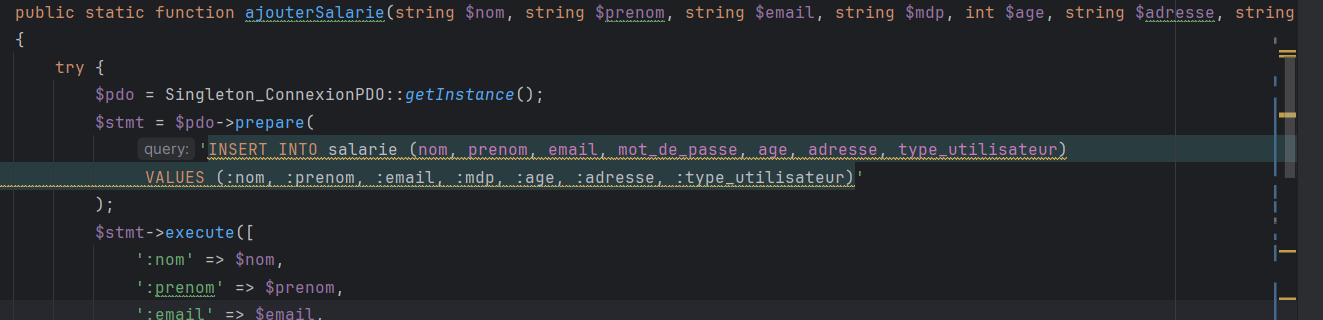 public static function ajouterSalarie(string $nom, string $prenom, string $email, string $mdp, int $age, string $adresse, string
{
try {
$pdo = Singleton_ConnexionPDO::getInstance();
$stmt = $pdo->prepare(
query: 'INSERT INTO salarie (nom, prenom, email, mot_de_passe, age, adresse, type_utilisateur)
VALUES (:nom, :prenom, :email, :mdp, :age, :adresse, :type_utilisateur)'
);
$stmt->execute([
':nom' => $nom,
':prenom' => $prenom,
':email' => $email,